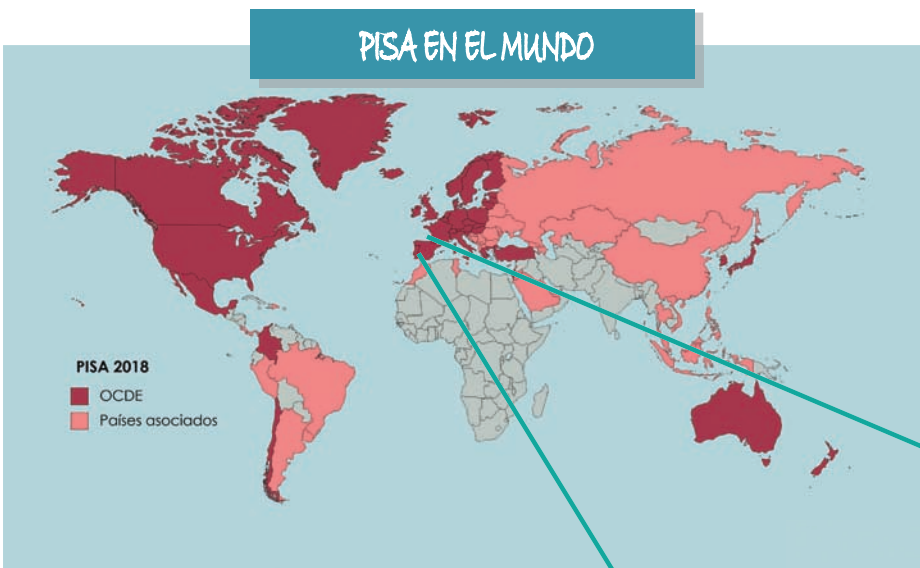 PISA EN EL MUNDO
PISA 2018
OCDE
Países asociados